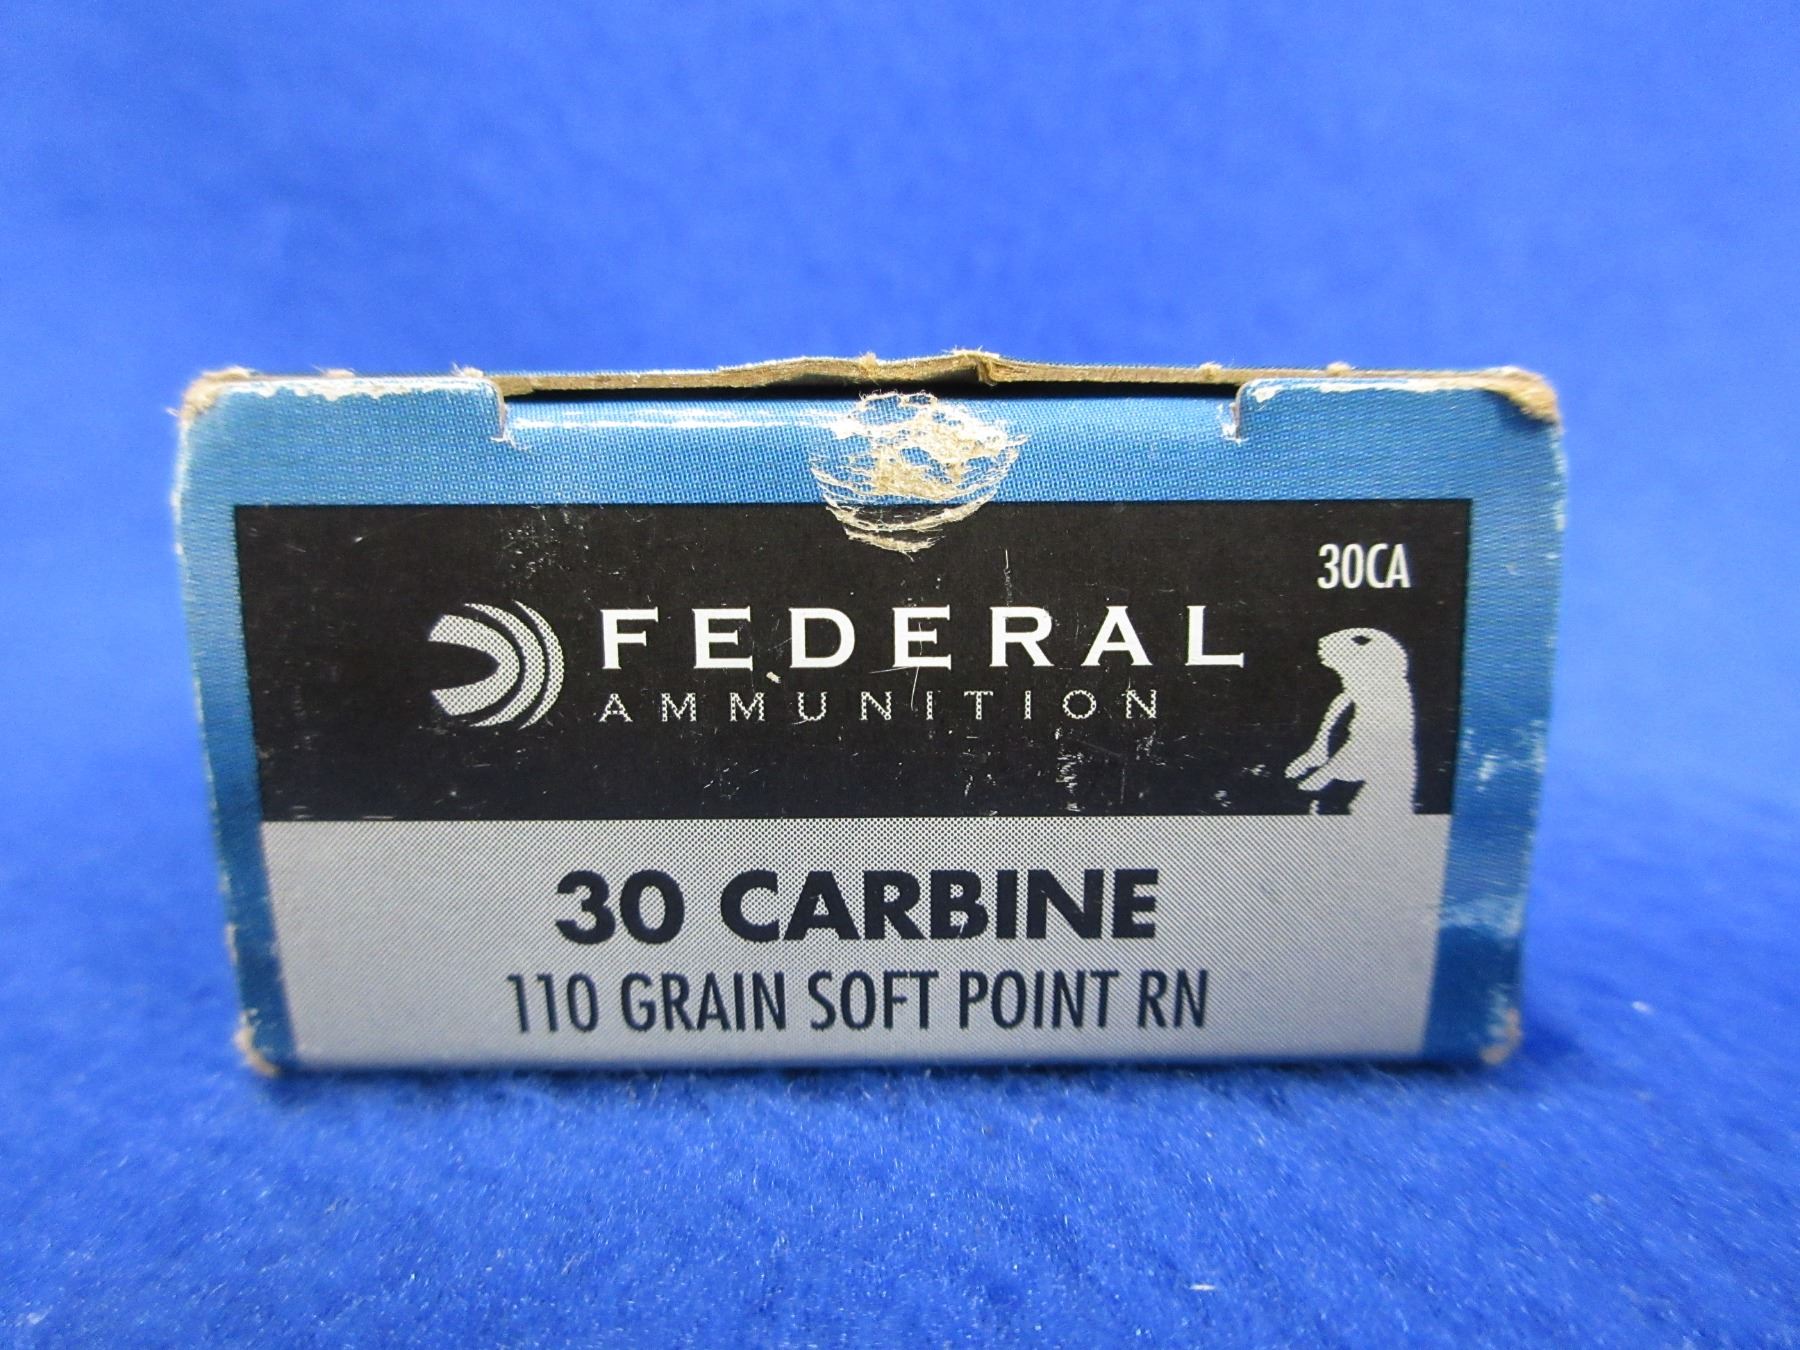 30CA
FEDERAL
AMMUNITION
30 CARBINE
110 GRAIN SOFT POINT RN